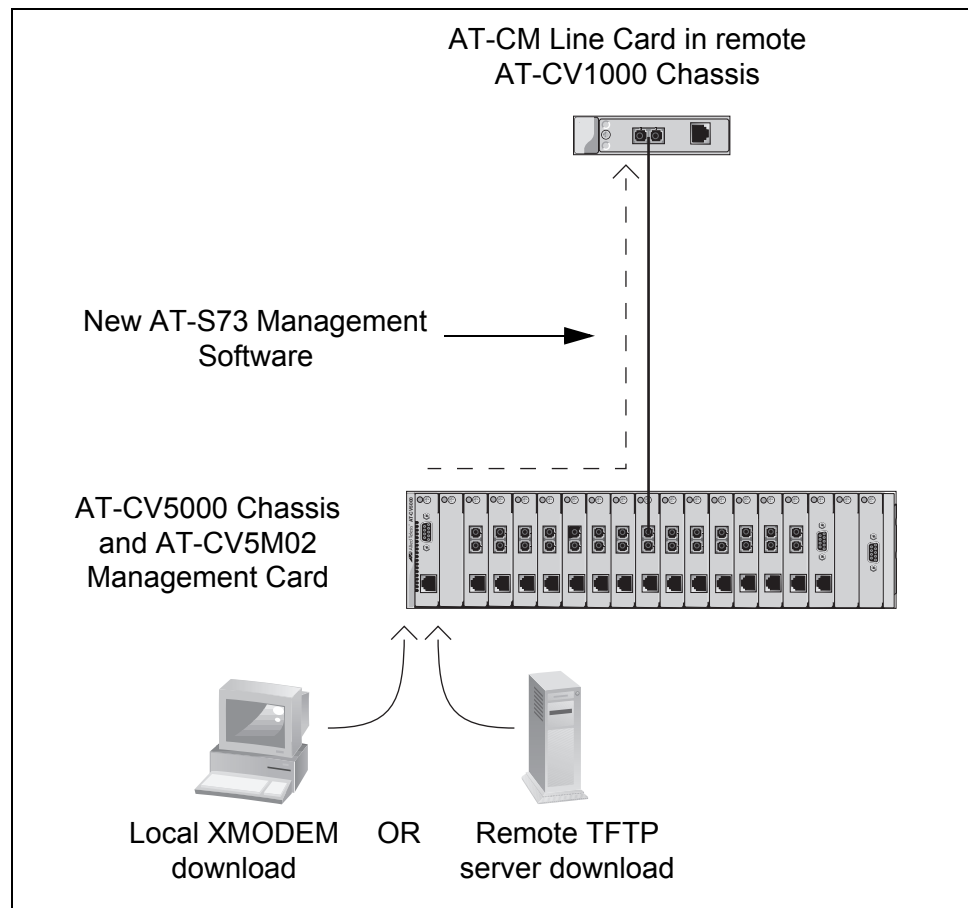 AT-CM Line Card in remote
AT-CV1000 Chassis
New AT-S73 Management
Software
AT-CV5000 Chassis
and AT-CV5M02
Management Card
Local XMODEM
download
OR
Remote TFTP
server download